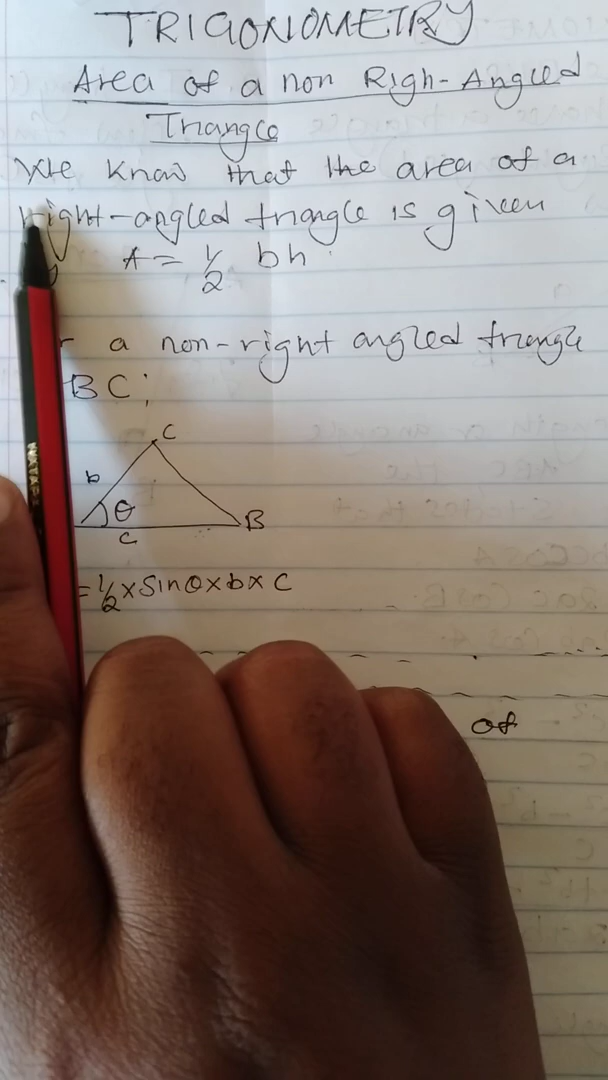 TRIGONOMETRY
Area of a non Righ-Angled
Triangle
We know that the area of a
right-angled triangle is given
A = 1/2 bh
a non-right angled triangle
BC;
C
b
θ
B
c
= 1/2 x Sinθ x b x C
of